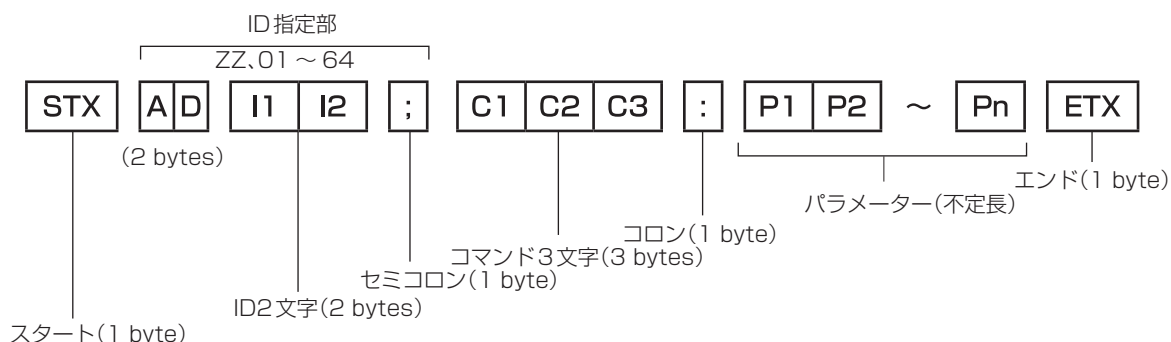 ID指定部
ZZ、01 ~ 64
STX A D I1 I2 ; C1 C2 C3 : P1 P2 ~ Pn ETX
(2 bytes)
エンド(1 byte)
パラメーター(不定長)
コロン(1 byte)
コマンド3文字(3 bytes)
セミコロン(1 byte)
ID2文字(2 bytes)
スタート(1 byte)